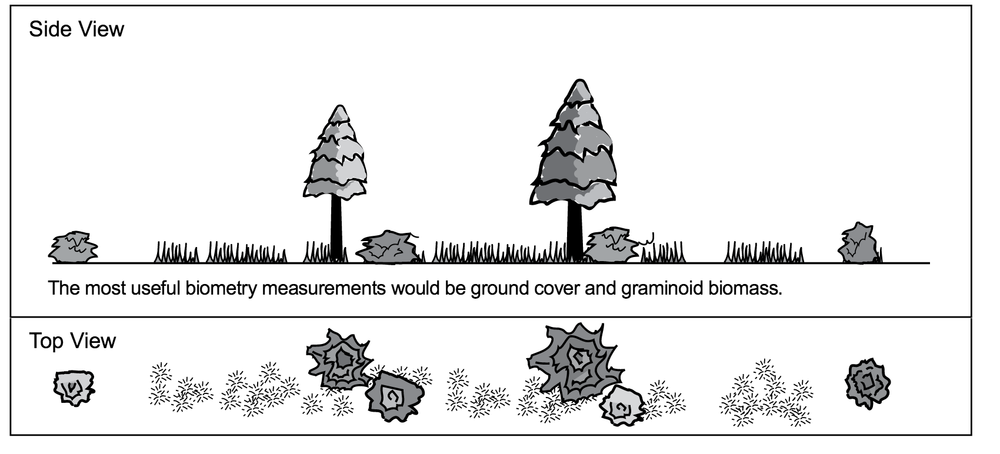 Side View
The most useful biometry measurements would be ground cover and graminoid biomass.
Top View